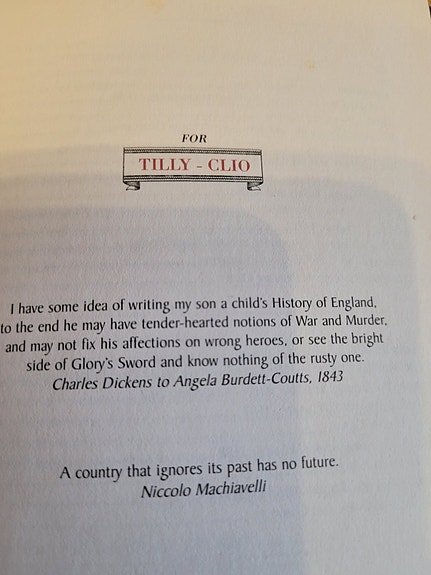 FOR
TILLY - CLIO
I have some idea of writing my son a child's History of England,
to the end he may have tender-hearted notions of War and Murder,
and may not fix his affections on wrong heroes, or see the bright
side of Glory's Sword and know nothing of the rusty one.
Charles Dickens to Angela Burdett-Coutts, 1843
A country that ignores its past has no future.
Niccolo Machiavelli